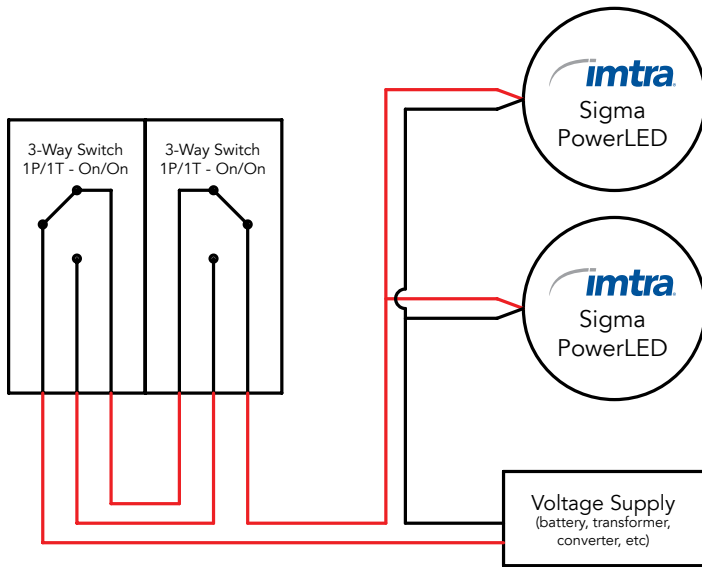 imtra
Sigma
PowerLED
3-Way Switch
1P/1T - On/On
3-Way Switch
1P/1T - On/On
imtra
Sigma
PowerLED
Voltage Supply
(battery, transformer,
converter, etc)